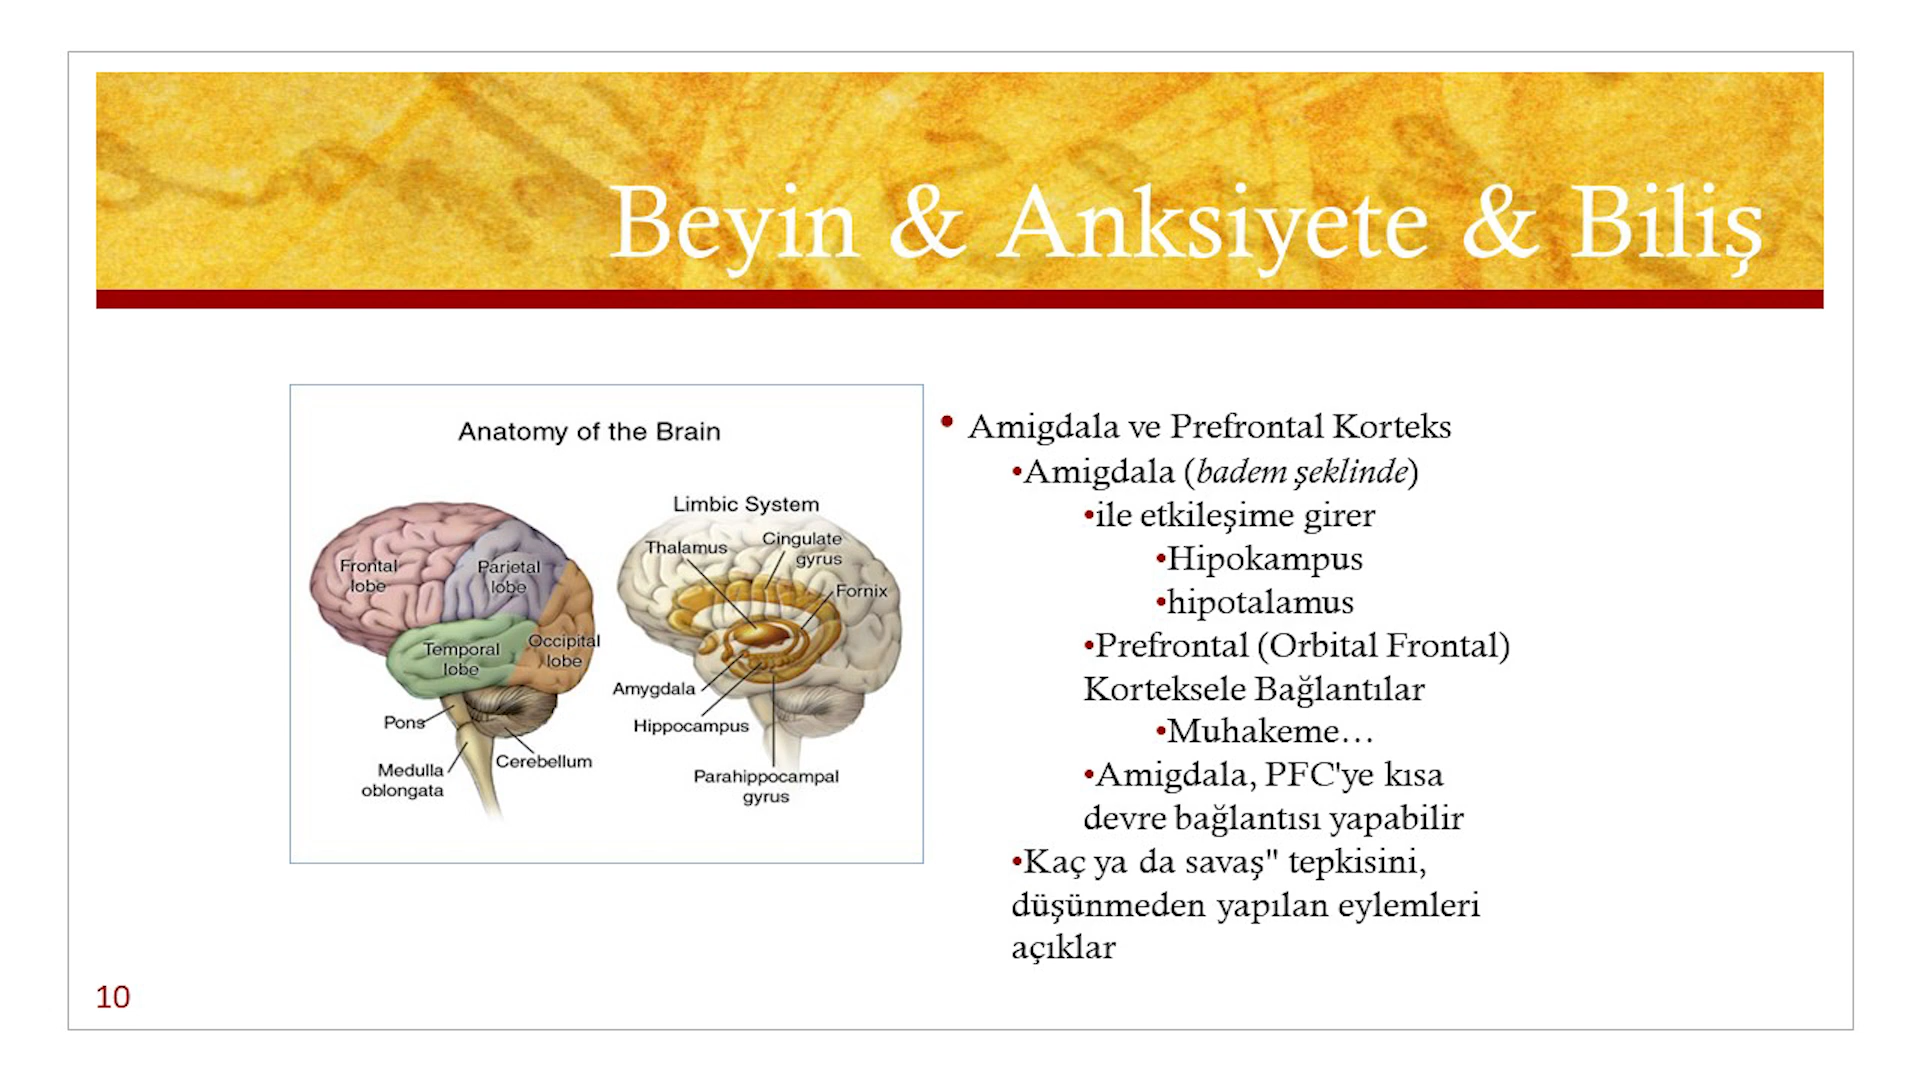 Beyin & Anksiyete & Biliş
Anatomy of the Brain
Frontal
lobe
Parietal
lobe
Temporal
lobe
Occipital
lobe
Pons
Medulla
oblongata
Cerebellum
Limbic System
Thalamus
Cingulate
gyrus
Fornix
Amygdala
Hippocampus
Parahippocampal
gyrus
• Amigdala ve Prefrontal Korteks
•Amigdala (badem şeklinde)
•ile etkileşime girer
•Hipokampus
•hipotalamus
•Prefrontal (Orbital Frontal)
Korteksele Bağlantılar
•Muhakeme…
•Amigdala, PFC'ye kısa
devre bağlantısı yapabilir
•Kaç ya da savaş" tepkisini,
düşünmeden yapılan eylemleri
açıklar
10